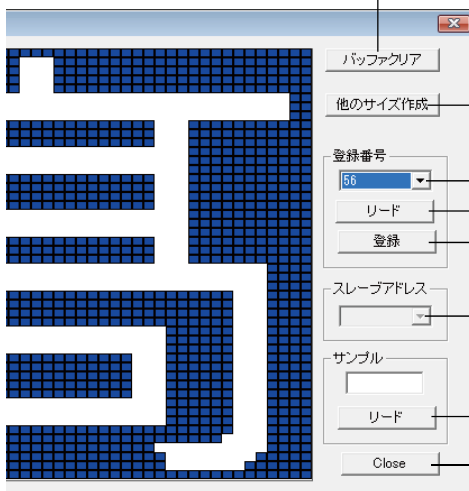 バッファクリア
他のサイズ作成
登録番号
56
リード
登録
スレーブアドレス
サンプル
リード
Close